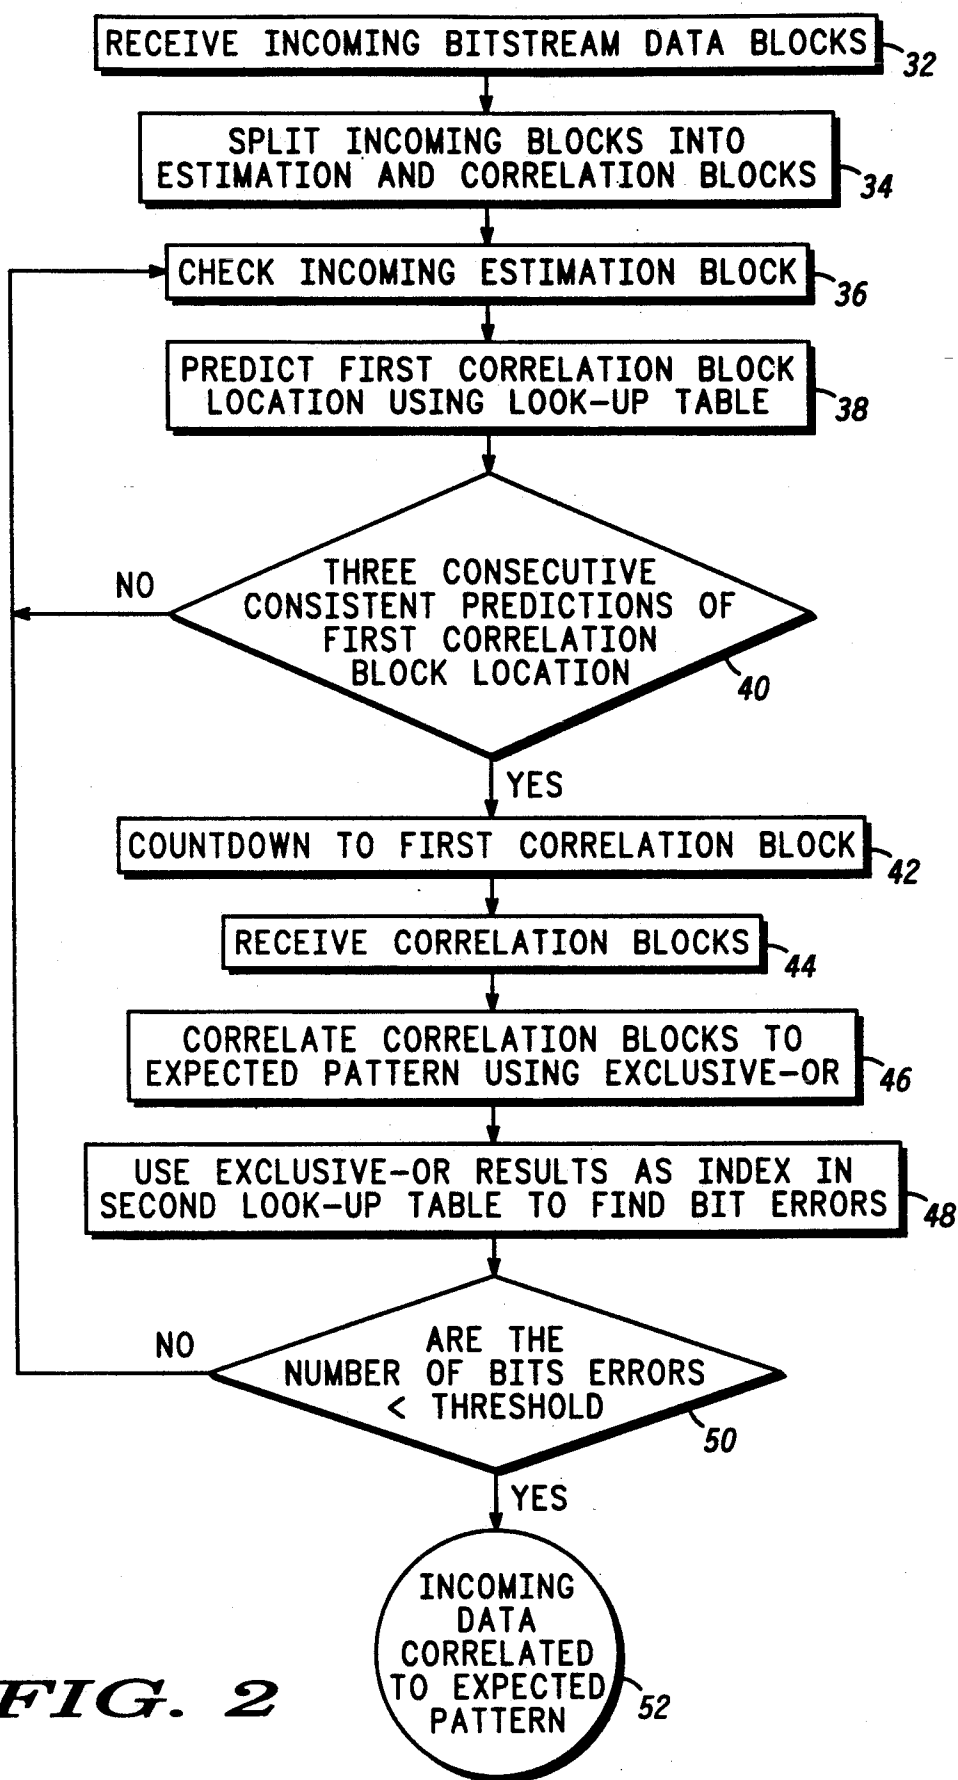 RECEIVE INCOMING BITSTREAM DATA BLOCKS
32
SPLIT INCOMING BLOCKS INTO
ESTIMATION AND CORRELATION BLOCKS
34
CHECK INCOMING ESTIMATION BLOCK
36
PREDICT FIRST CORRELATION BLOCK
LOCATION USING LOOK-UP TABLE
38
NO
THREE CONSECUTIVE
CONSISTENT PREDICTIONS OF
FIRST CORRELATION
BLOCK LOCATION
40
YES
COUNTDOWN TO FIRST CORRELATION BLOCK
42
RECEIVE CORRELATION BLOCKS
44
CORRELATE CORRELATION BLOCKS TO
EXPECTED PATTERN USING EXCLUSIVE-OR
46
USE EXCLUSIVE-OR RESULTS AS INDEX IN
SECOND LOOK-UP TABLE TO FIND BIT ERRORS
48
NO
ARE THE
NUMBER OF BITS ERRORS
< THRESHOLD
50
YES
INCOMING
DATA
CORRELATED
TO EXPECTED
PATTERN
52
FIG. 2